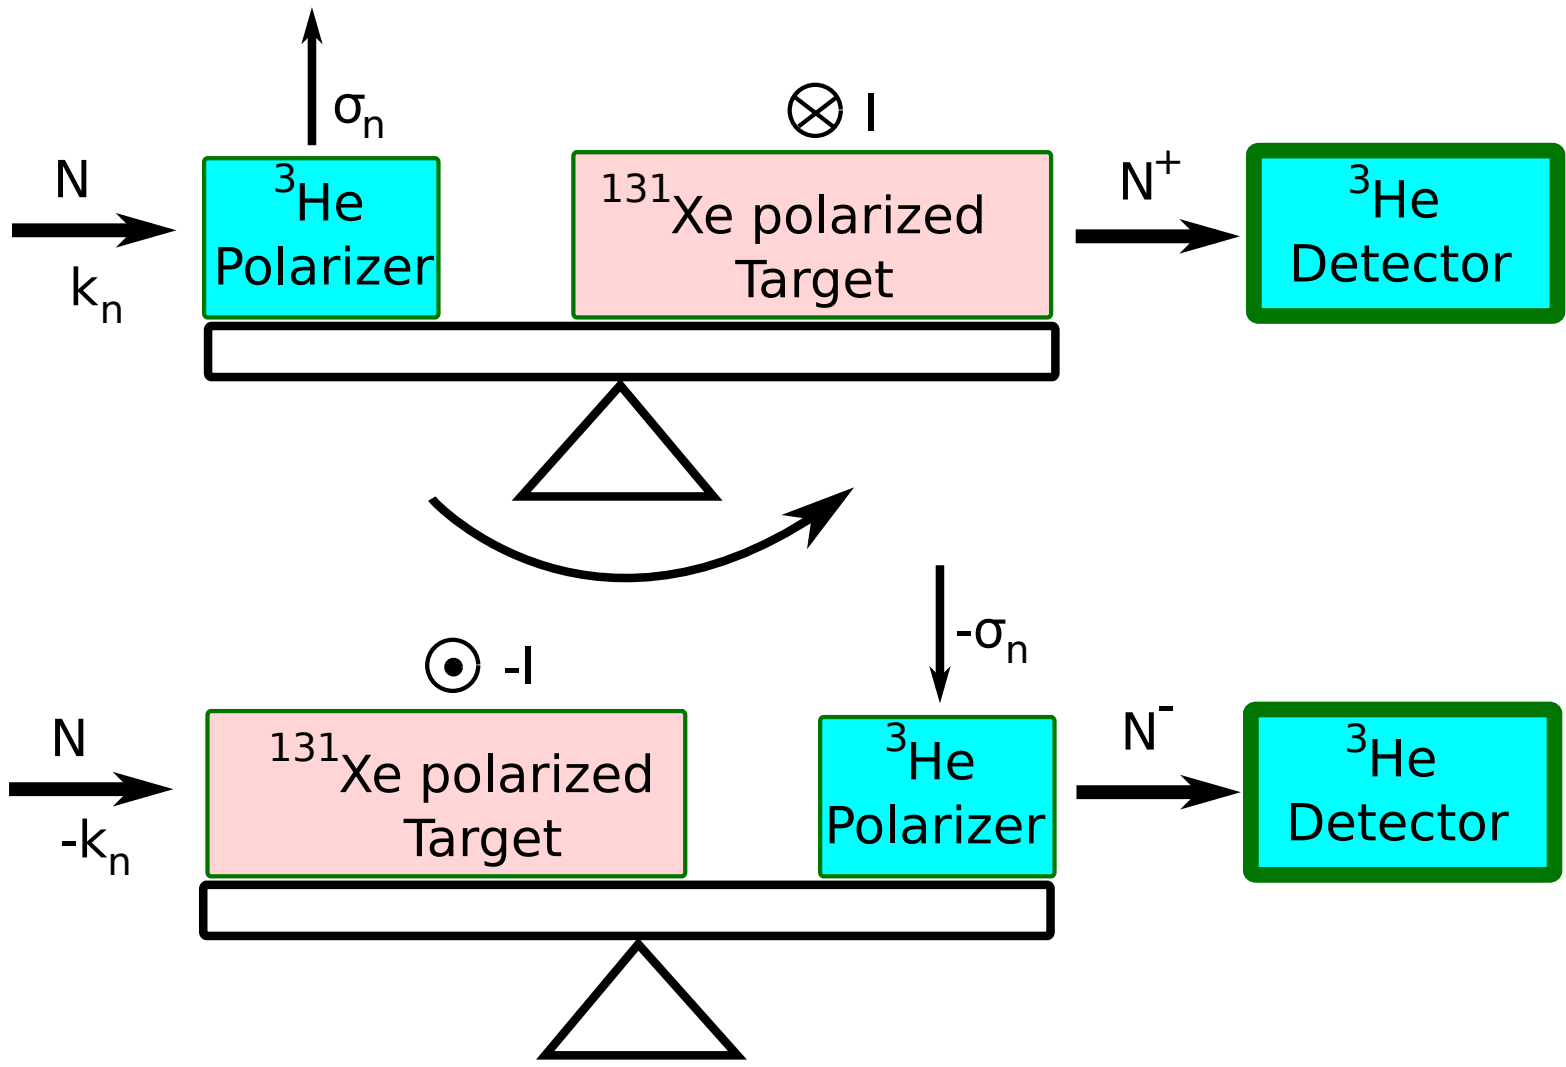 σn
I
N
kn
3He
Polarizer
131Xe polarized
Target
N+
3He
Detector
-σn
-I
N
-kn
131Xe polarized
Target
3He
Polarizer
N-
3He
Detector